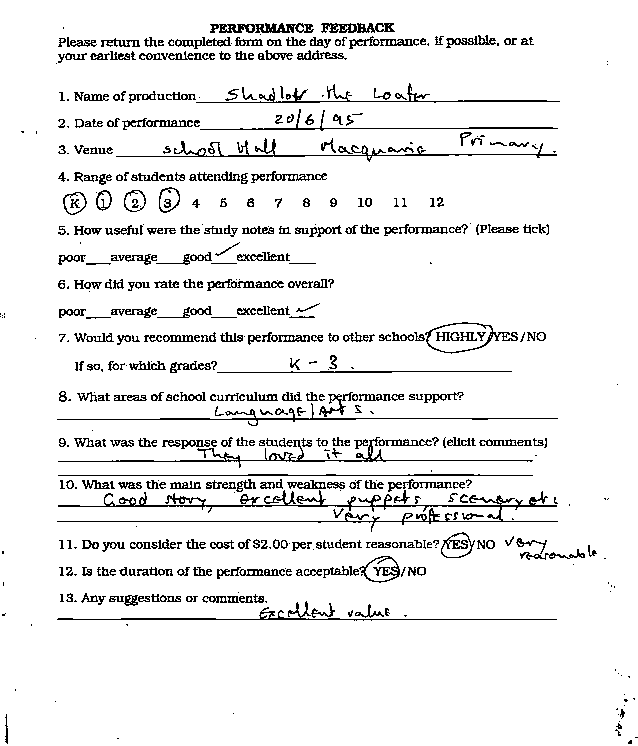 PERFORMANCE FEEDBACK
Please return the completed form on the day of performance, if possible, or at
your earliest convenience to the above address.
1. Name of production the Loafer
2. Date of performance 20/6/95
3. Venue School Hall Macquarie Primary.
4. Range of students attending performance
K 1 2 3 4 5 6 7 8 9 10 11 12
5. How useful were the study notes in support of the performance? (Please tick)
poor___ average___ good ✓ excellent___
6. How did you rate the performance overall?
poor___ average___ good___ excellent ✓
7. Would you recommend this performance to other schools? HIGHLY/YES/NO
If so, for which grades? K - 3.
8. What areas of school curriculum did the performance support?
Language/Arts.
9. What was the response of the students to the performance? (elicit comments)
They loved it all
10. What was the main strength and weakness of the performance?
Good story, excellent puppets scenery etc
Very professional.
11. Do you consider the cost of $2.00 per student reasonable? YES/NO Very
reasonable.
12. Is the duration of the performance acceptable? YES/NO
13. Any suggestions or comments.
Excellent value.